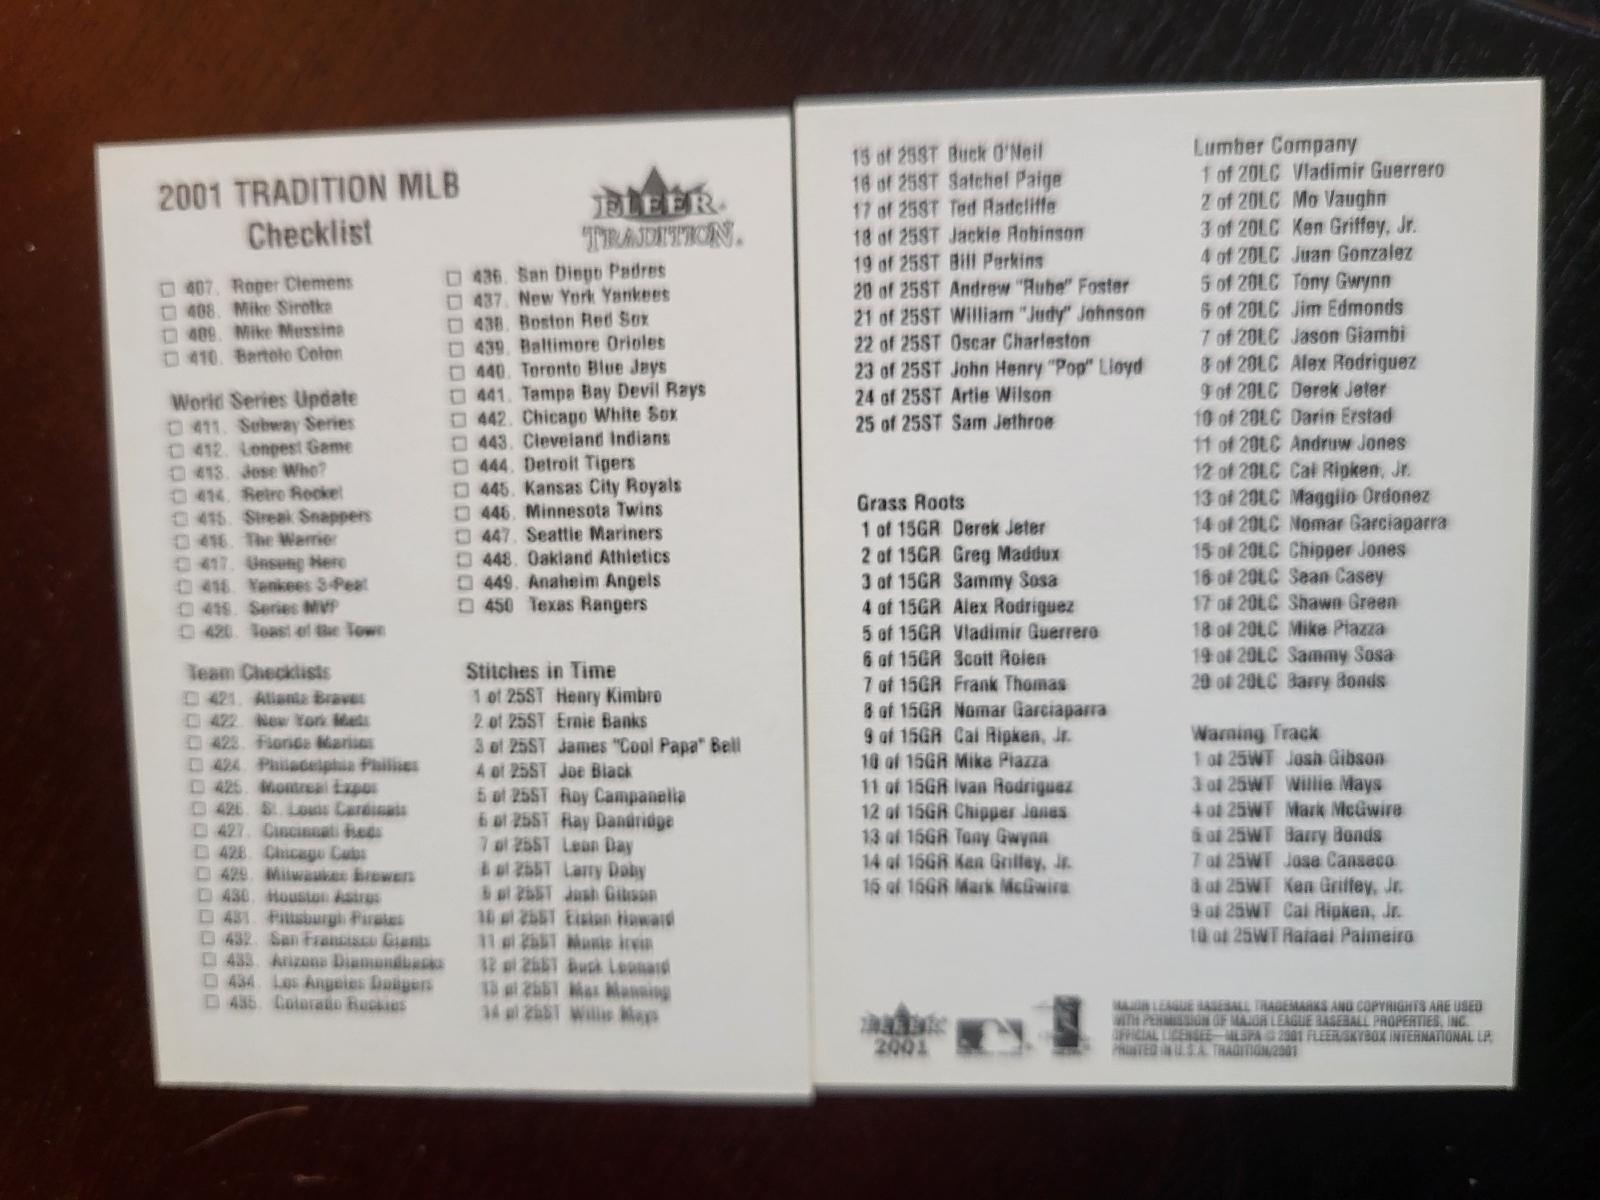 2001 TRADITION MLB
Checklist
FLEER
TRADITION
407. Roger Clemens
408. Mike Sirotka
409. Mike Mussina
410. Bartolo Colon
World Series Update
411. Subway Series
412. Longest Game
413. Jose Who?
414. Retro Rocket
415. Streak Snappers
416. The Warrior
417. Unsung Hero
418. Yankees 3-Peat
419. Series MVP
420. Toast of the Town
Team Checklists
421. Atlanta Braves
422. New York Mets
423. Florida Marlins
424. Philadelphia Phillies
425. Montreal Expos
426. St. Louis Cardinals
427. Cincinnati Reds
428. Chicago Cubs
429. Milwaukee Brewers
430. Houston Astros
431. Pittsburgh Pirates
432. San Francisco Giants
433. Arizona Diamondbacks
434. Los Angeles Dodgers
435. Colorado Rockies
436. San Diego Padres
437. New York Yankees
438. Boston Red Sox
439. Baltimore Orioles
440. Toronto Blue Jays
441. Tampa Bay Devil Rays
442. Chicago White Sox
443. Cleveland Indians
444. Detroit Tigers
445. Kansas City Royals
446. Minnesota Twins
447. Seattle Mariners
448. Oakland Athletics
449. Anaheim Angels
450 Texas Rangers
Stitches in Time
1 of 25ST Henry Kimbro
2 of 25ST Ernie Banks
3 of 25ST James "Cool Papa" Bell
4 of 25ST Joe Black
5 of 25ST Roy Campanella
6 of 25ST Ray Dandridge
7 of 25ST Leon Day
8 of 25ST Larry Doby
9 of 25ST Josh Gibson
10 of 25ST Elston Howard
11 of 25ST Monte Irvin
12 of 25ST Buck Leonard
13 of 25ST Max Manning
14 of 25ST Willie Mays
15 of 25ST Buck O'Neil
16 of 25ST Satchel Paige
17 of 25ST Ted Radcliffe
18 of 25ST Jackie Robinson
19 of 25ST Bill Perkins
20 of 25ST Andrew "Rube" Foster
21 of 25ST William "Judy" Johnson
22 of 25ST Oscar Charleston
23 of 25ST John Henry "Pop" Lloyd
24 of 25ST Artie Wilson
25 of 25ST Sam Jethroe
Grass Roots
1 of 15GR Derek Jeter
2 of 15GR Greg Maddux
3 of 15GR Sammy Sosa
4 of 15GR Alex Rodriguez
5 of 15GR Vladimir Guerrero
6 of 15GR Scott Rolen
7 of 15GR Frank Thomas
8 of 15GR Nomar Garciaparra
9 of 15GR Cal Ripken, Jr.
10 of 15GR Mike Piazza
11 of 15GR Ivan Rodriguez
12 of 15GR Chipper Jones
13 of 15GR Tony Gwynn
14 of 15GR Ken Griffey, Jr.
15 of 15GR Mark McGwire
Lumber Company
1 of 20LC Vladimir Guerrero
2 of 20LC Mo Vaughn
3 of 20LC Ken Griffey, Jr.
4 of 20LC Juan Gonzalez
5 of 20LC Tony Gwynn
6 of 20LC Jim Edmonds
7 of 20LC Jason Giambi
8 of 20LC Alex Rodriguez
9 of 20LC Derek Jeter
10 of 20LC Darin Erstad
11 of 20LC Andruw Jones
12 of 20LC Cal Ripken, Jr.
13 of 20LC Magglio Ordonez
14 of 20LC Nomar Garciaparra
15 of 20LC Chipper Jones
16 of 20LC Sean Casey
17 of 20LC Shawn Green
18 of 20LC Mike Piazza
19 of 20LC Sammy Sosa
20 of 20LC Barry Bonds
Warning Track
1 of 25WT Josh Gibson
3 of 25WT Willie Mays
4 of 25WT Mark McGwire
6 of 25WT Barry Bonds
7 of 25WT Jose Canseco
8 of 25WT Ken Griffey, Jr.
9 of 25WT Cal Ripken, Jr.
10 of 25WT Rafael Palmeiro
FLEER
2001
MAJOR LEAGUE BASEBALL TRADEMARKS AND COPYRIGHTS ARE USED
WITH PERMISSION OF MAJOR LEAGUE BASEBALL PROPERTIES, INC.
OFFICIAL LICENSEE—MLBPA © 2001 FLEER/SKYBOX INTERNATIONAL LP.
PRINTED IN U.S.A. TRADITION/2001